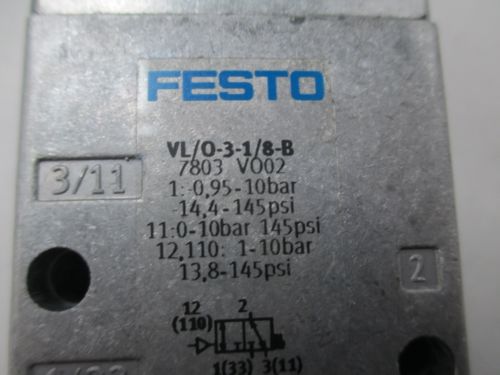 FESTO
VL/O-3-1/8-B
7803 VO02
3/11
1:-0,95-10bar
-14,4-145psi
11:0-10bar 145psi
12,110: 1-10bar
13,8-145psi
2
12 2
(110)
1(33) 3(11)